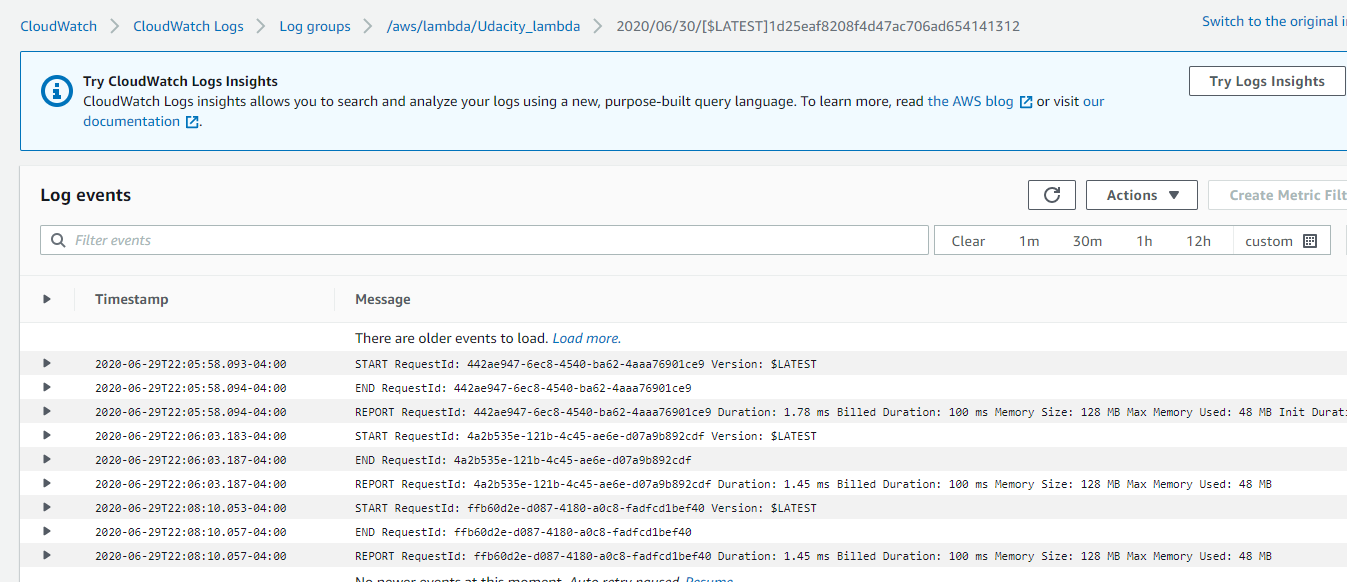 CloudWatch CloudWatch Logs Log groups /aws/lambda/Udacity_lambda 2020/06/30/[$LATEST]1d25eaf8208f4d47ac706ad654141312 Switch to the original
Try CloudWatch Logs Insights
CloudWatch Logs insights allows you to search and analyze your logs using a new, purpose-built query language. To learn more, read the AWS blog or visit our
documentation .
Try Logs Insights
Log events
Actions
Create Metric Filt
Filter events
Clear 1m 30m 1h 12h custom
Timestamp Message
There are older events to load. Load more.
2020-06-29T22:05:58.093-04:00 START RequestId: 442ae947-6ec8-4540-ba62-4aaa76901ce9 Version: $LATEST
2020-06-29T22:05:58.094-04:00 END RequestId: 442ae947-6ec8-4540-ba62-4aaa76901ce9
2020-06-29T22:05:58.094-04:00 REPORT RequestId: 442ae947-6ec8-4540-ba62-4aaa76901ce9 Duration: 1.78 ms Billed Duration: 100 ms Memory Size: 128 MB Max Memory Used: 48 MB Init Durati
2020-06-29T22:06:03.183-04:00 START RequestId: 4a2b535e-121b-4c45-ae6e-d07a9b892cdf Version: $LATEST
2020-06-29T22:06:03.187-04:00 END RequestId: 4a2b535e-121b-4c45-ae6e-d07a9b892cdf
2020-06-29T22:06:03.187-04:00 REPORT RequestId: 4a2b535e-121b-4c45-ae6e-d07a9b892cdf Duration: 1.45 ms Billed Duration: 100 ms Memory Size: 128 MB Max Memory Used: 48 MB
2020-06-29T22:08:10.053-04:00 START RequestId: ffb60d2e-d087-4180-a0c8-fadfcd1bef40 Version: $LATEST
2020-06-29T22:08:10.057-04:00 END RequestId: ffb60d2e-d087-4180-a0c8-fadfcd1bef40
2020-06-29T22:08:10.057-04:00 REPORT RequestId: ffb60d2e-d087-4180-a0c8-fadfcd1bef40 Duration: 1.45 ms Billed Duration: 100 ms Memory Size: 128 MB Max Memory Used: 48 MB
No newer events at this moment. Auto retry paused. Resume